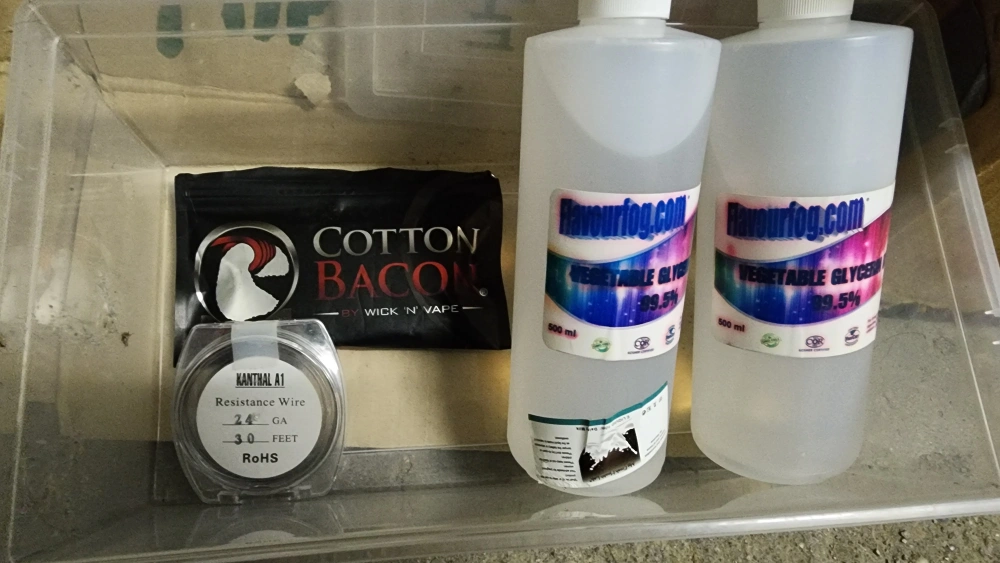 COTTON
BACON
BY WICK 'N' VAPE
KANTHAL A1
Resistance Wire
24 GA
30 FEET
RoHS
Flavourfog.com
VEGETABLE GLYCE
99.5%
500 ml
Flavourfog.com
VEGETABLE GLYCERIN
99.5%
500 ml